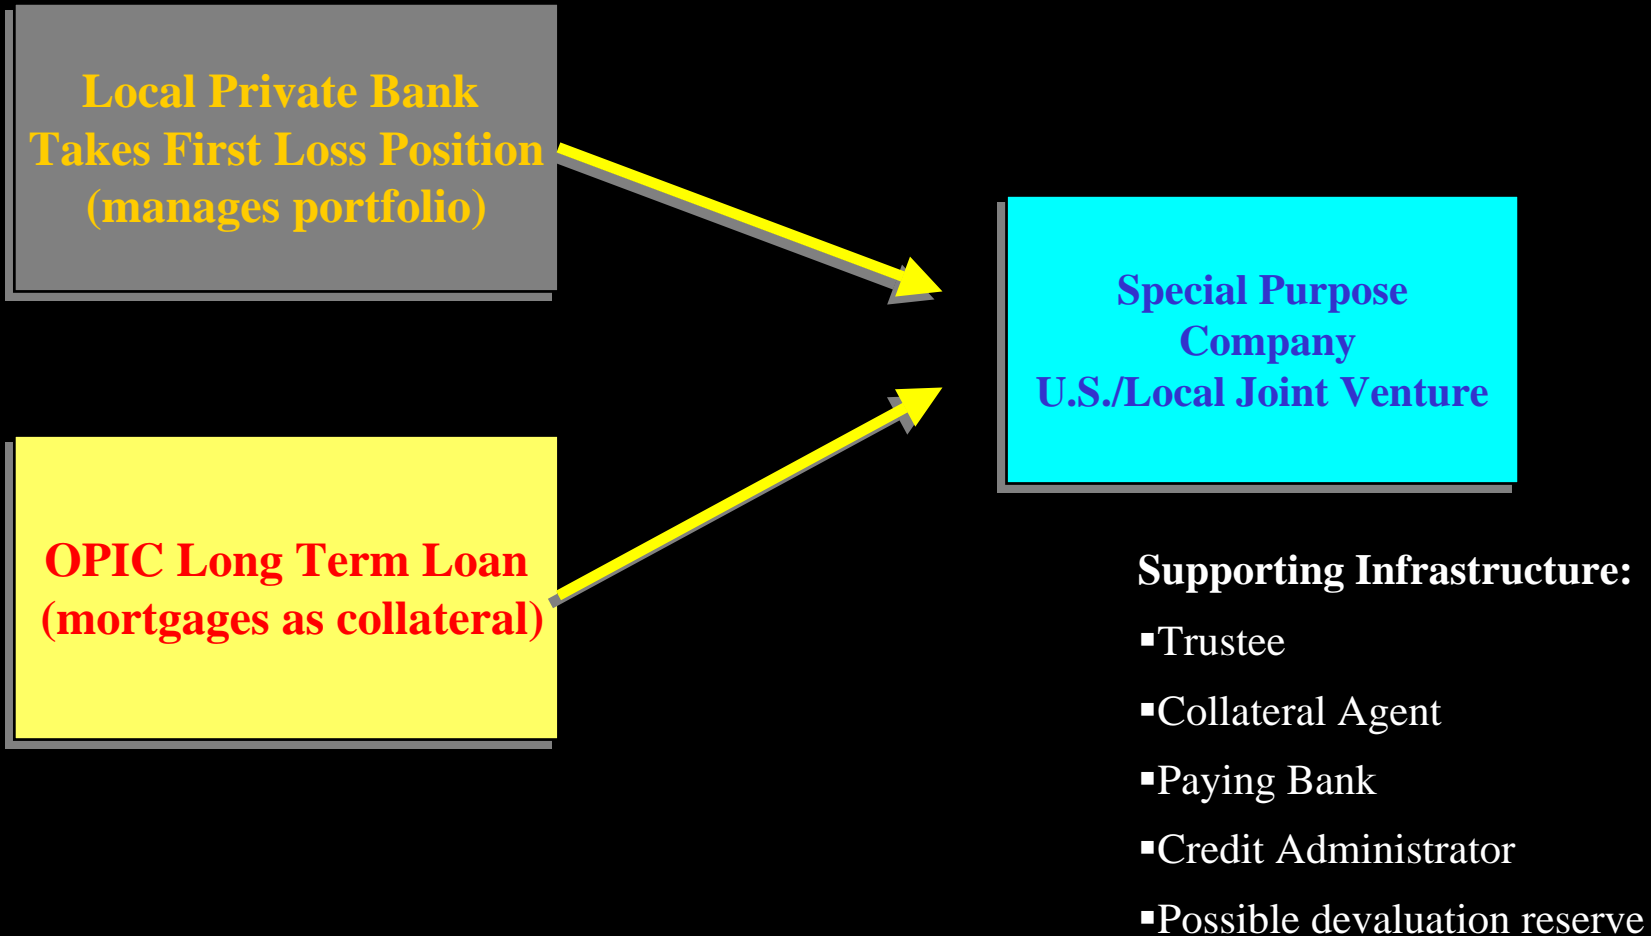 Local Private Bank
Takes First Loss Position
(manages portfolio)
Special Purpose
Company
U.S./Local Joint Venture
OPIC Long Term Loan
(mortgages as collateral)
Supporting Infrastructure:
▪Trustee
▪Collateral Agent
▪Paying Bank
▪Credit Administrator
▪Possible devaluation reserve